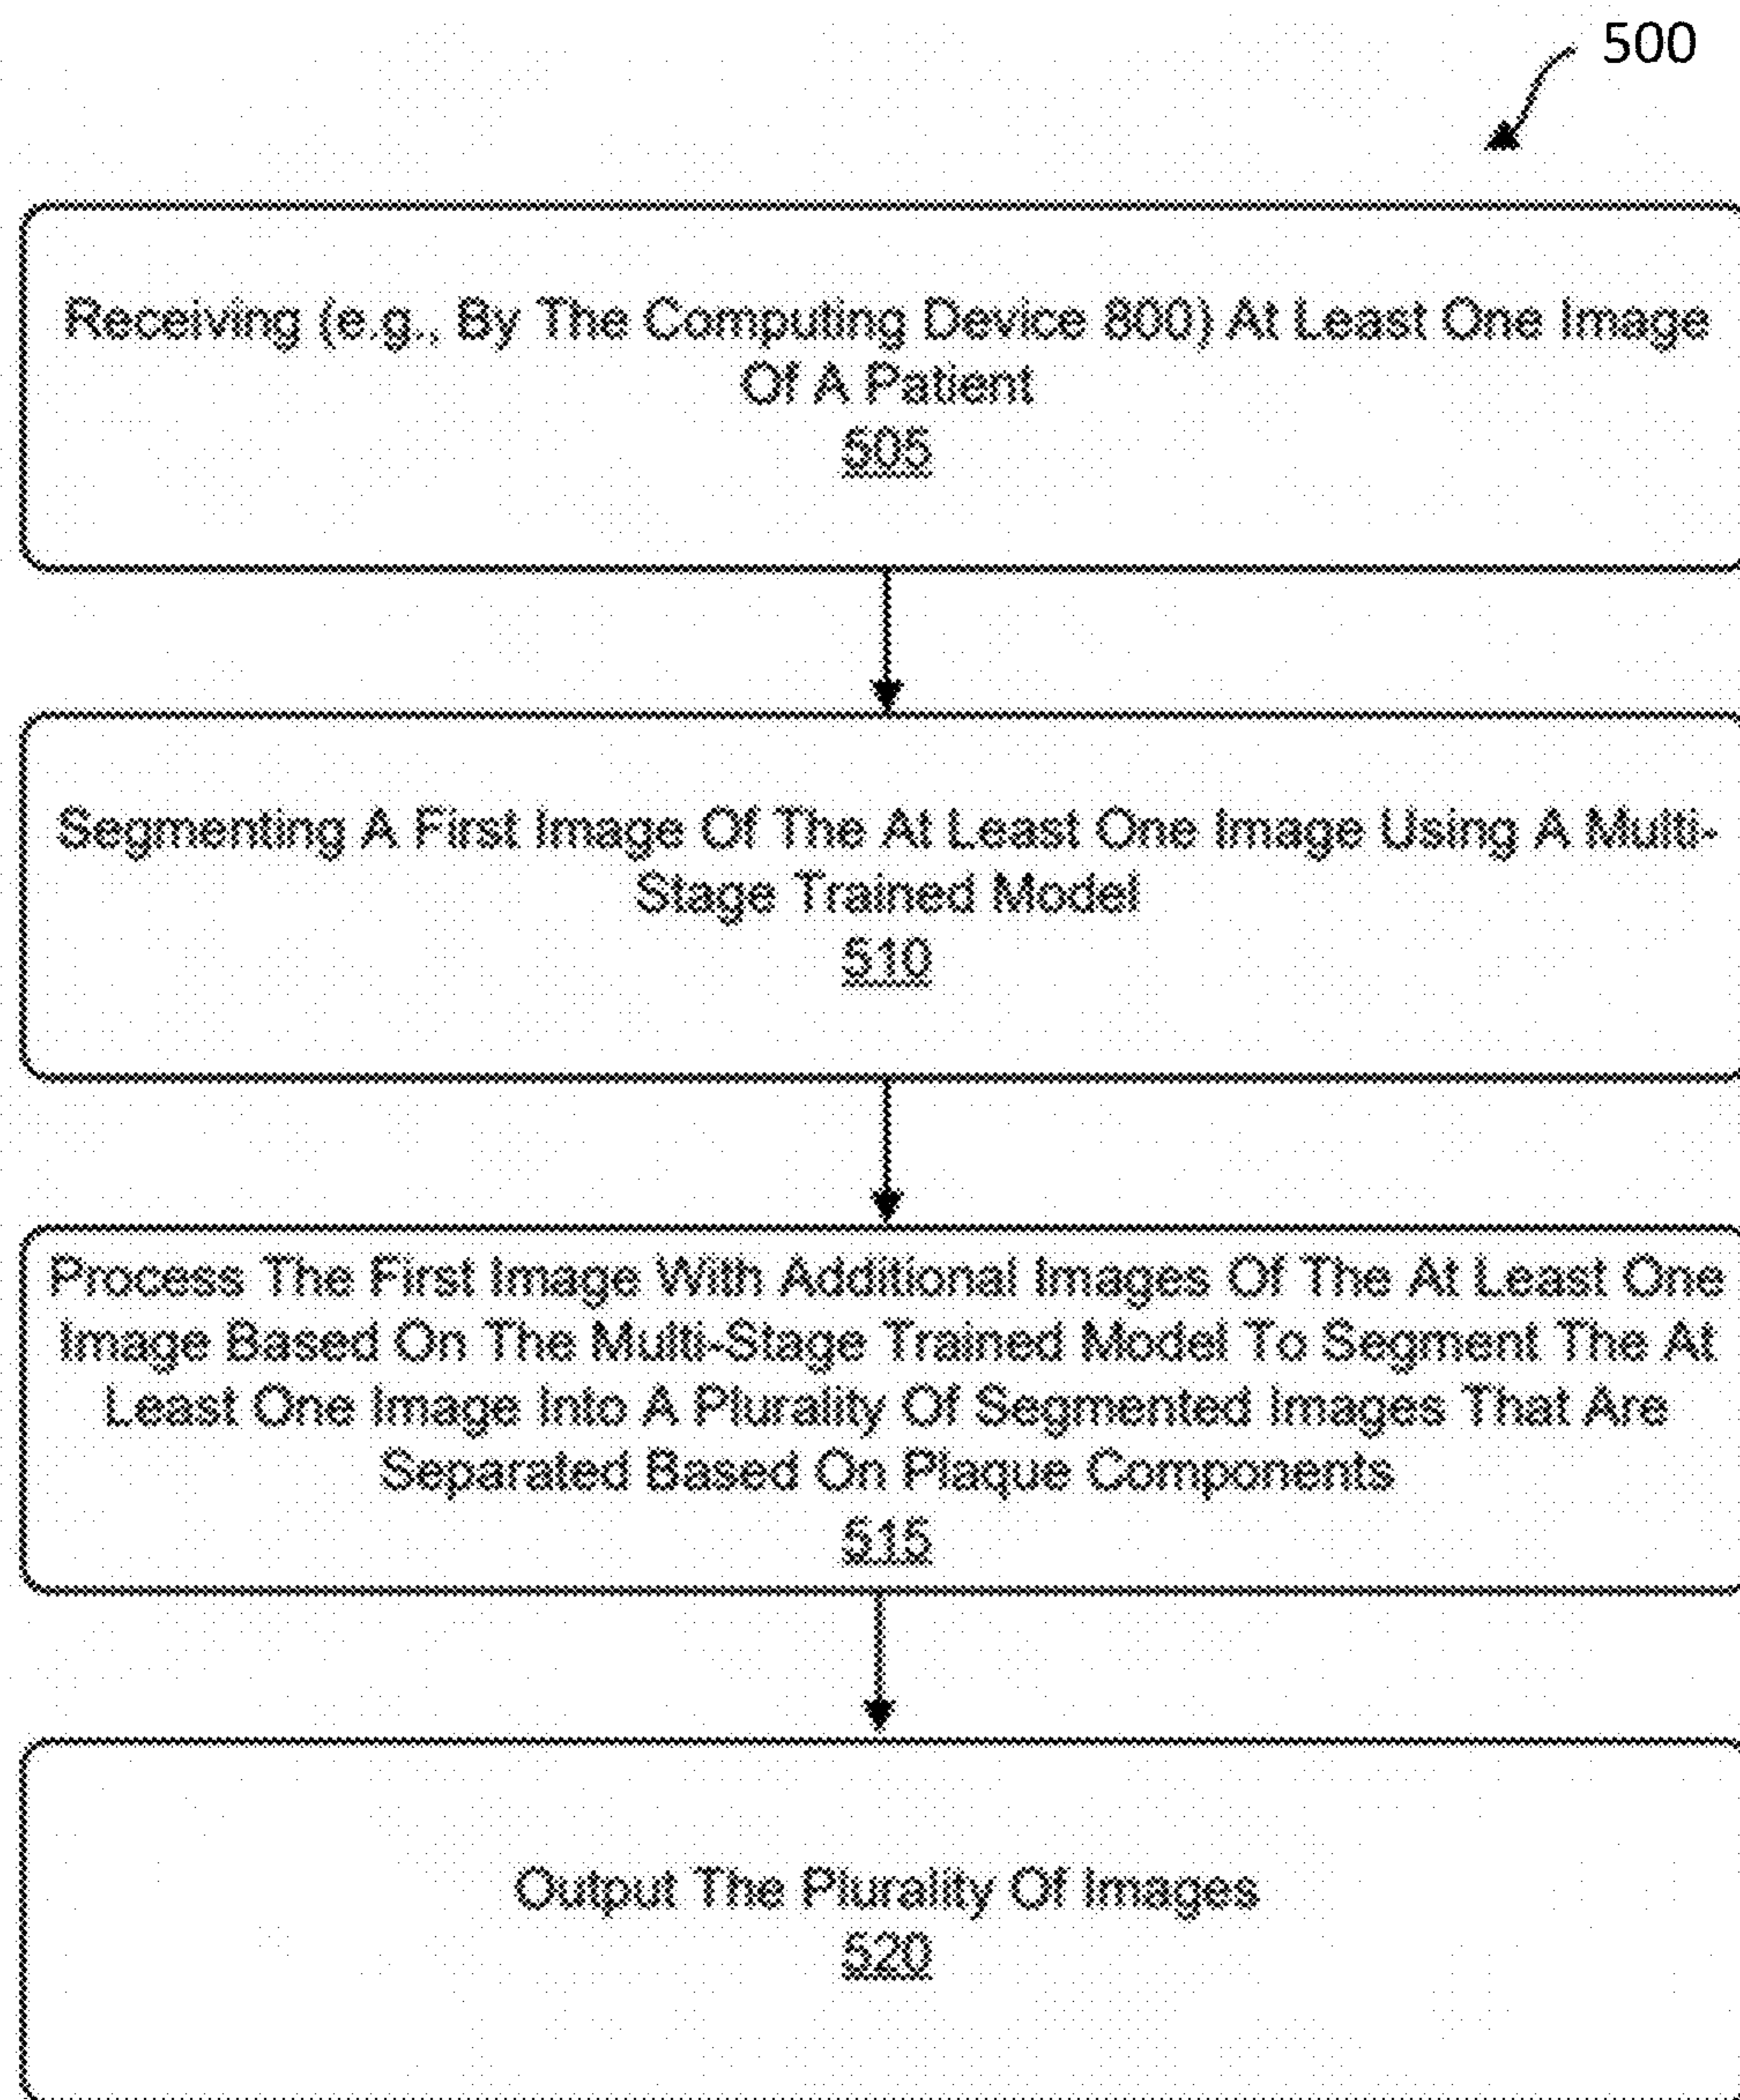 500
Receiving (e.g., By The Computing Device 800) At Least One Image
Of A Patient
505
Segmenting A First Image Of The At Least One Image Using A Multi-
Stage Trained Model
510
Process The First Image With Additional Images Of The At Least One
Image Based On The Multi-Stage Trained Model To Segment The At
Least One Image Into A Plurality Of Segmented Images That Are
Separated Based On Plaque Components
515
Output The Plurality Of Images
520